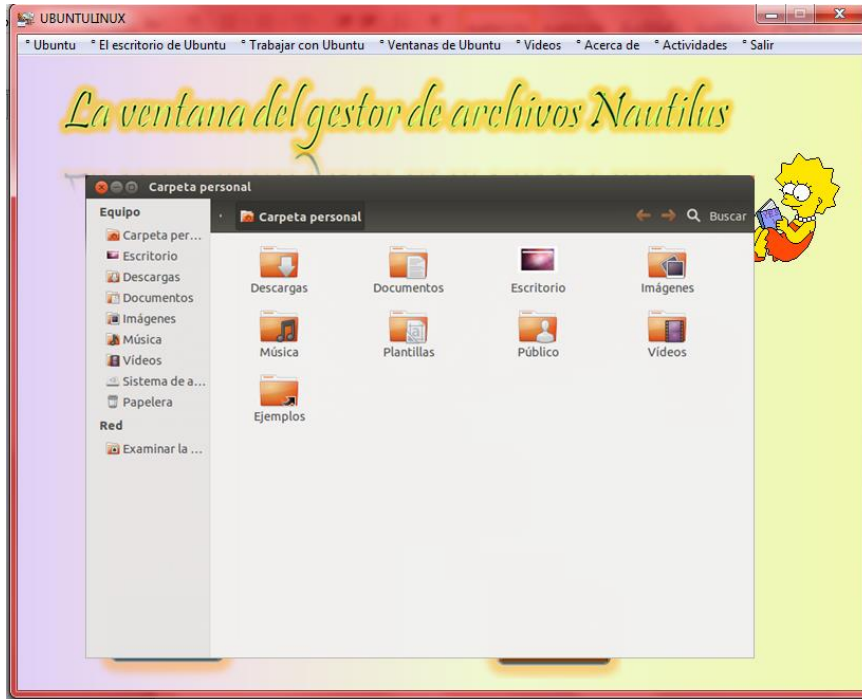 UBUNTULINUX
° Ubuntu ° El escritorio de Ubuntu ° Trabajar con Ubuntu ° Ventanas de Ubuntu ° Videos ° Acerca de ° Actividades ° Salir
La ventana del gestor de archivos Nautilus
Carpeta personal
Equipo
Carpeta per...
Escritorio
Descargas
Documentos
Imágenes
Música
Vídeos
Sistema de a...
Papelera
Red
Examinar la ...
Carpeta personal
Buscar
Descargas Documentos Escritorio Imágenes
Música Plantillas Público Vídeos
Ejemplos